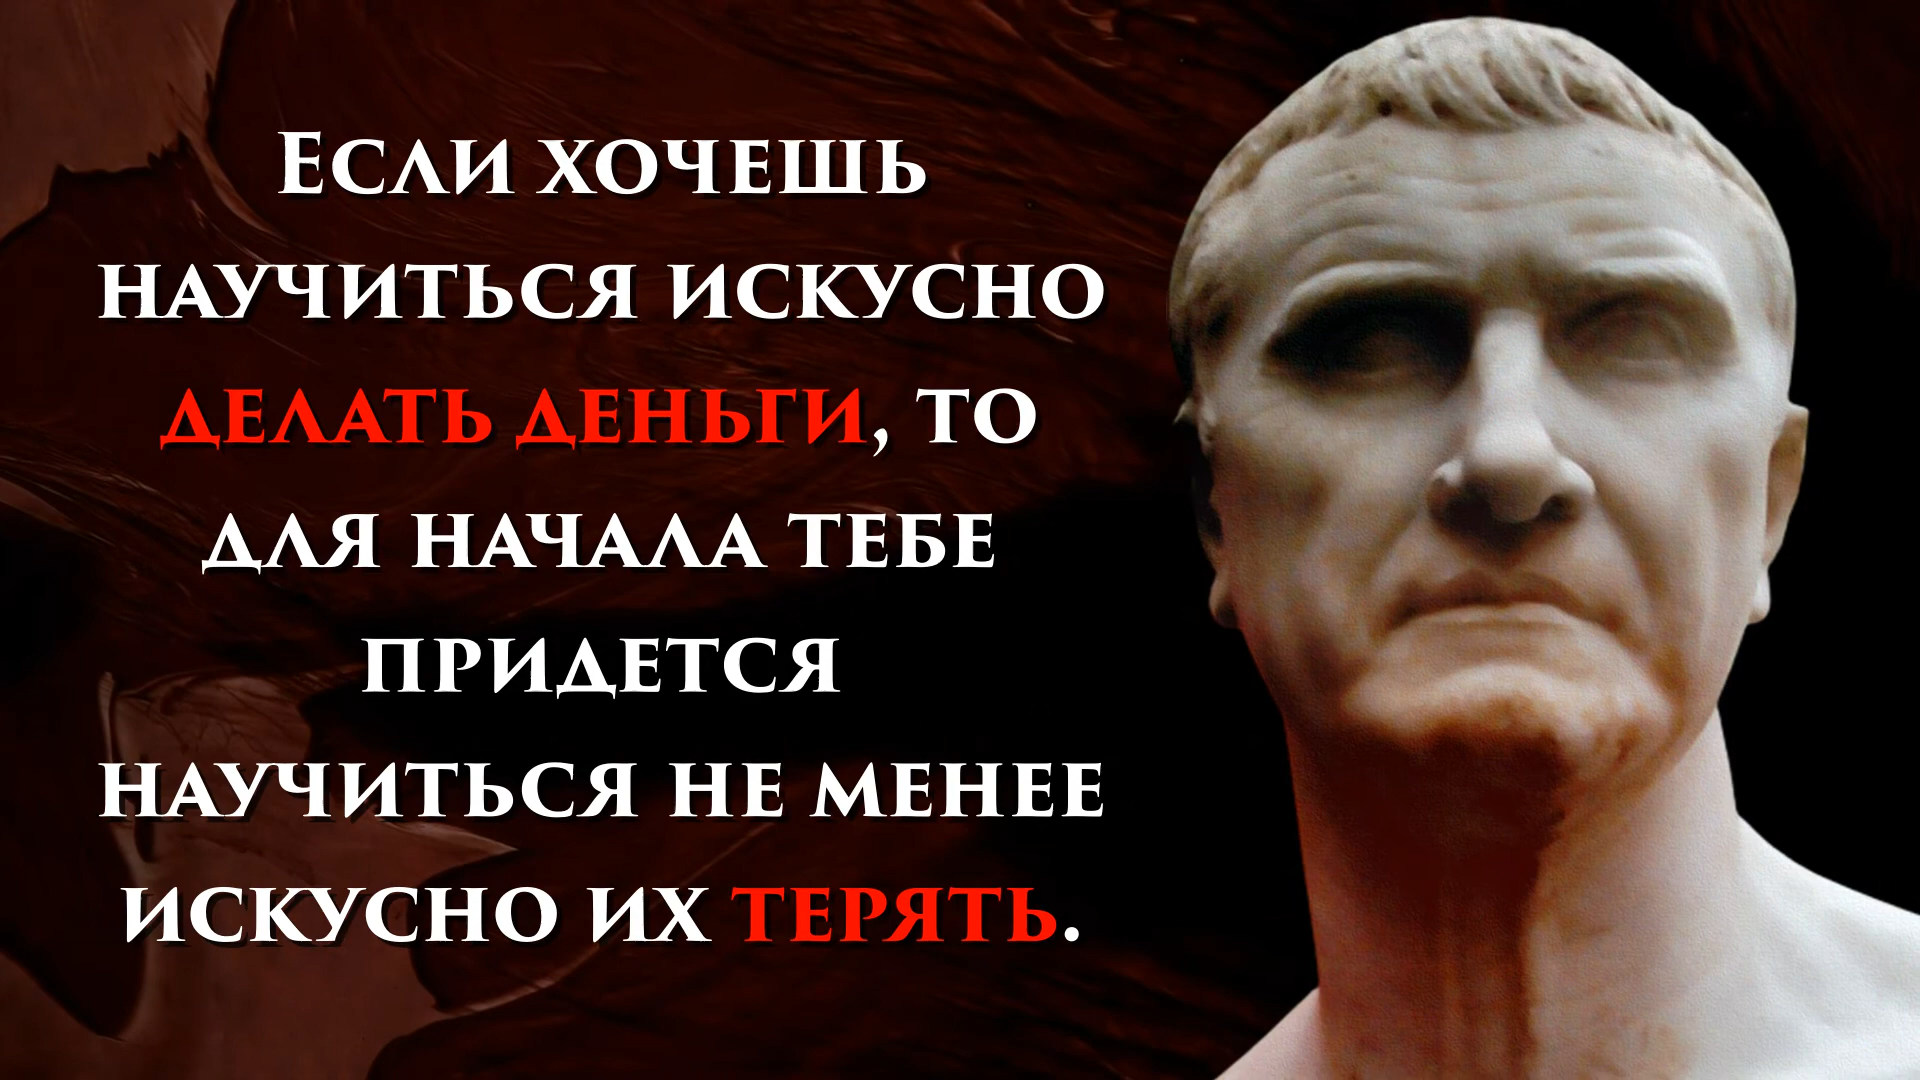 Если хочешь
научиться искусно
делать деньги, то
для начала тебе
придется
научиться не менее
искусно их терять.